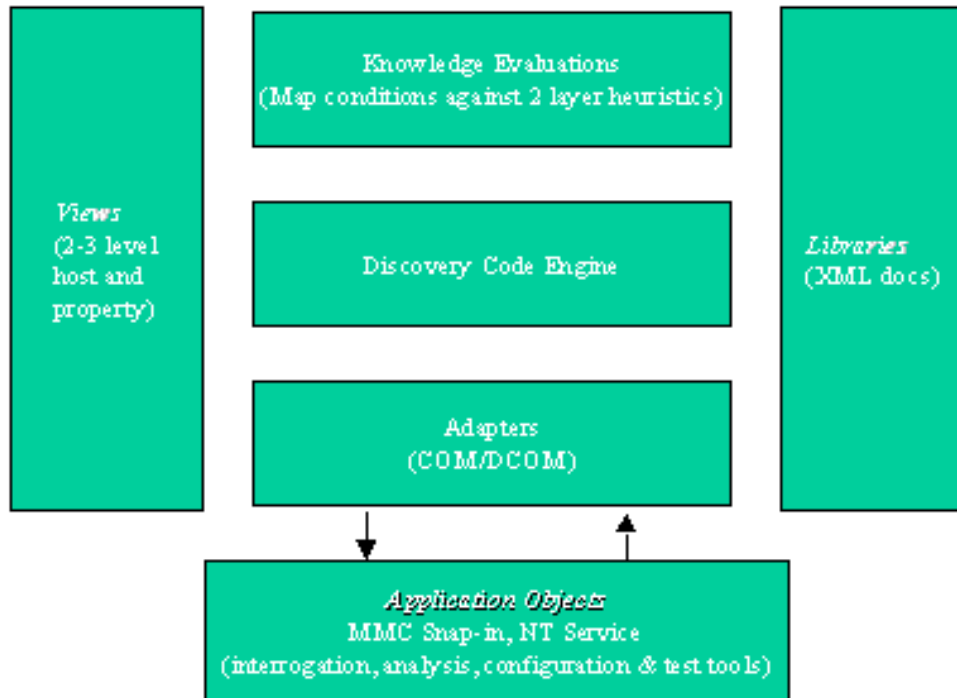 Knowledge Evaluations
(Map conditions against 2 layer heuristics)
Views
(2-3 level
host and
property)
Discovery Code Engine
Libraries
(XML docs)
Adapters
(COM/DCOM)
Application Objects
MMC Snap-in, NT Service
(interrogation, analysis, configuration & test tools)